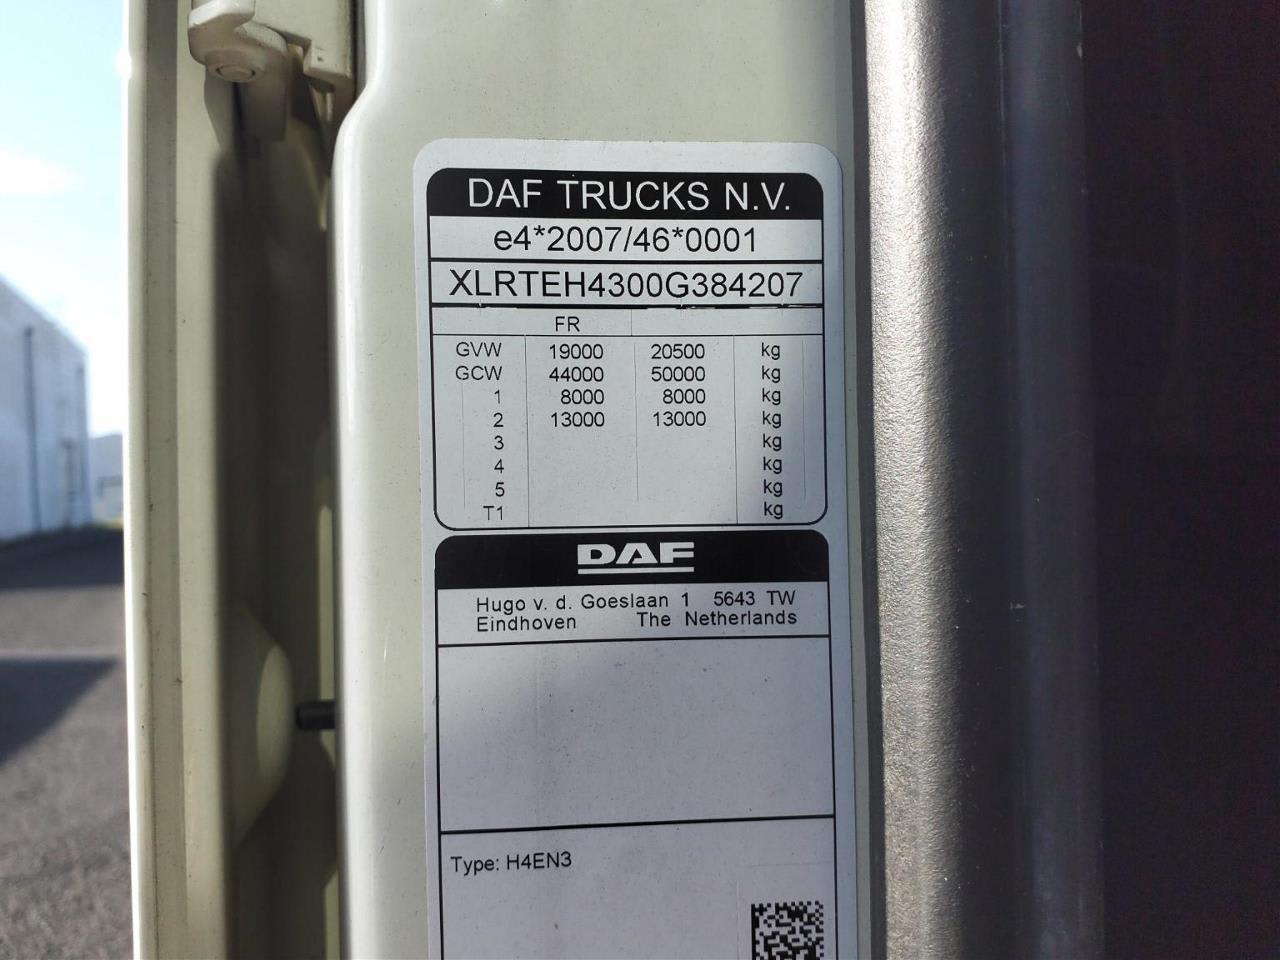 DAF TRUCKS N.V.
e4*2007/46*0001
XLRTEH4300G384207
FR
GVW 19000 20500 kg
GCW 44000 50000 kg
1 8000 8000 kg
2 13000 13000 kg
3 kg
4 kg
5 kg
T1 kg
DAF
Hugo v. d. Goeslaan 1 5643 TW
Eindhoven The Netherlands
Type: H4EN3